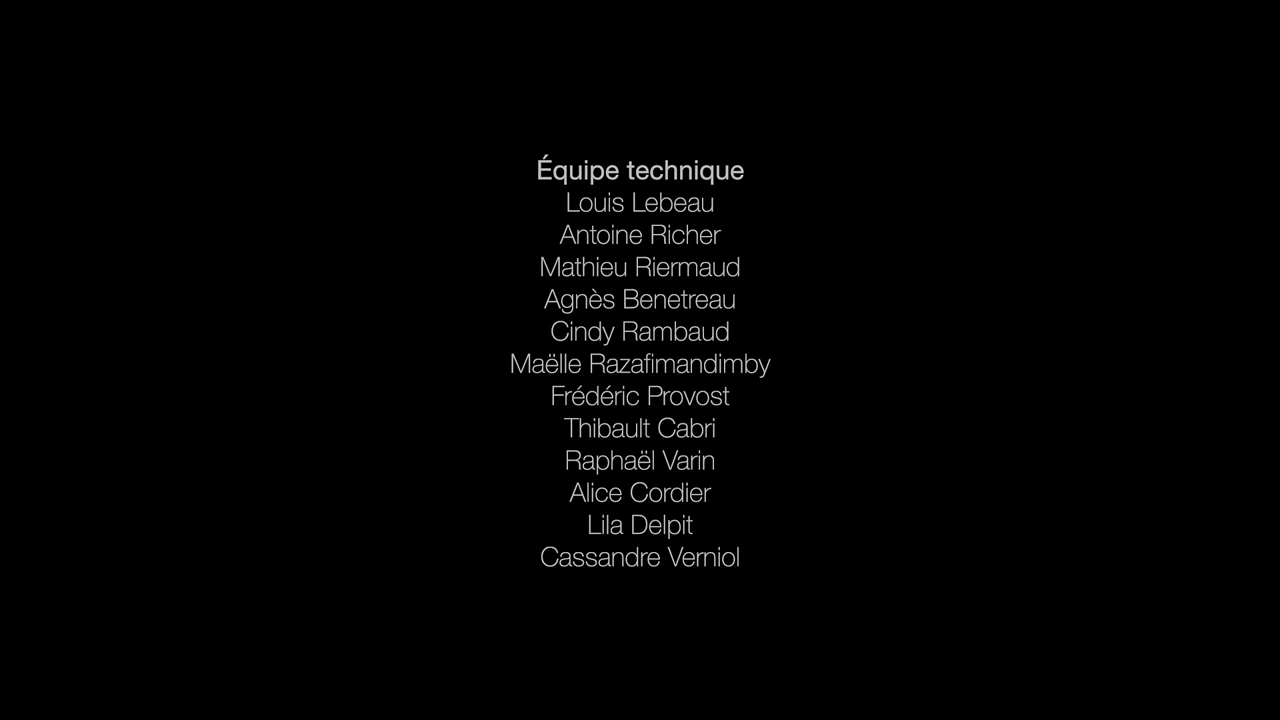 Équipe technique
Louis Lebeau
Antoine Richer
Mathieu Riermaud
Agnès Benetreau
Cindy Rambaud
Maëlle Razafimandimby
Frédéric Provost
Thibault Cabri
Raphaël Varin
Alice Cordier
Lila Delpit
Cassandre Verniol